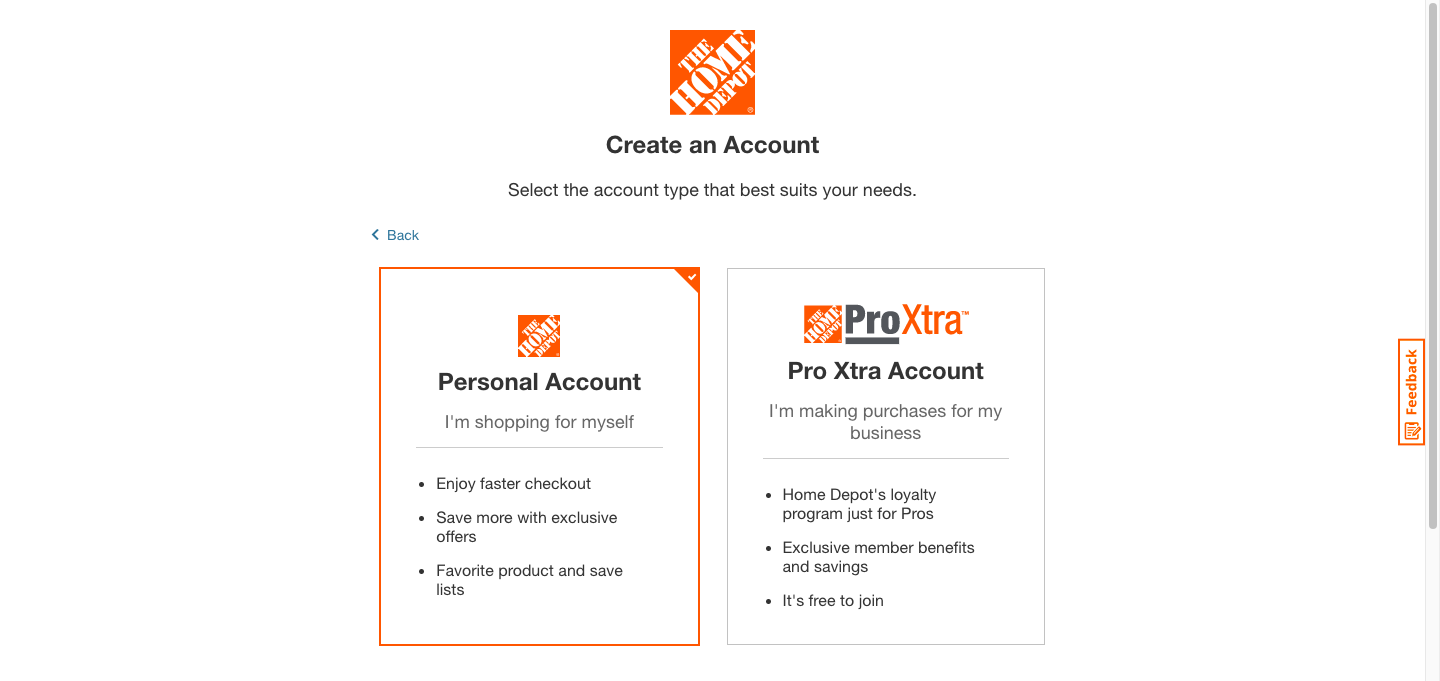 THE
HOME
DEPOT
®
Create an Account
Select the account type that best suits your needs.
Back
THE
HOME
DEPOT
Personal Account
I'm shopping for myself
• Enjoy faster checkout
• Save more with exclusive
offers
• Favorite product and save
lists
THE
HOME
DEPOT
ProXtra™
Pro Xtra Account
I'm making purchases for my
business
• Home Depot's loyalty
program just for Pros
• Exclusive member benefits
and savings
• It's free to join
Feedback